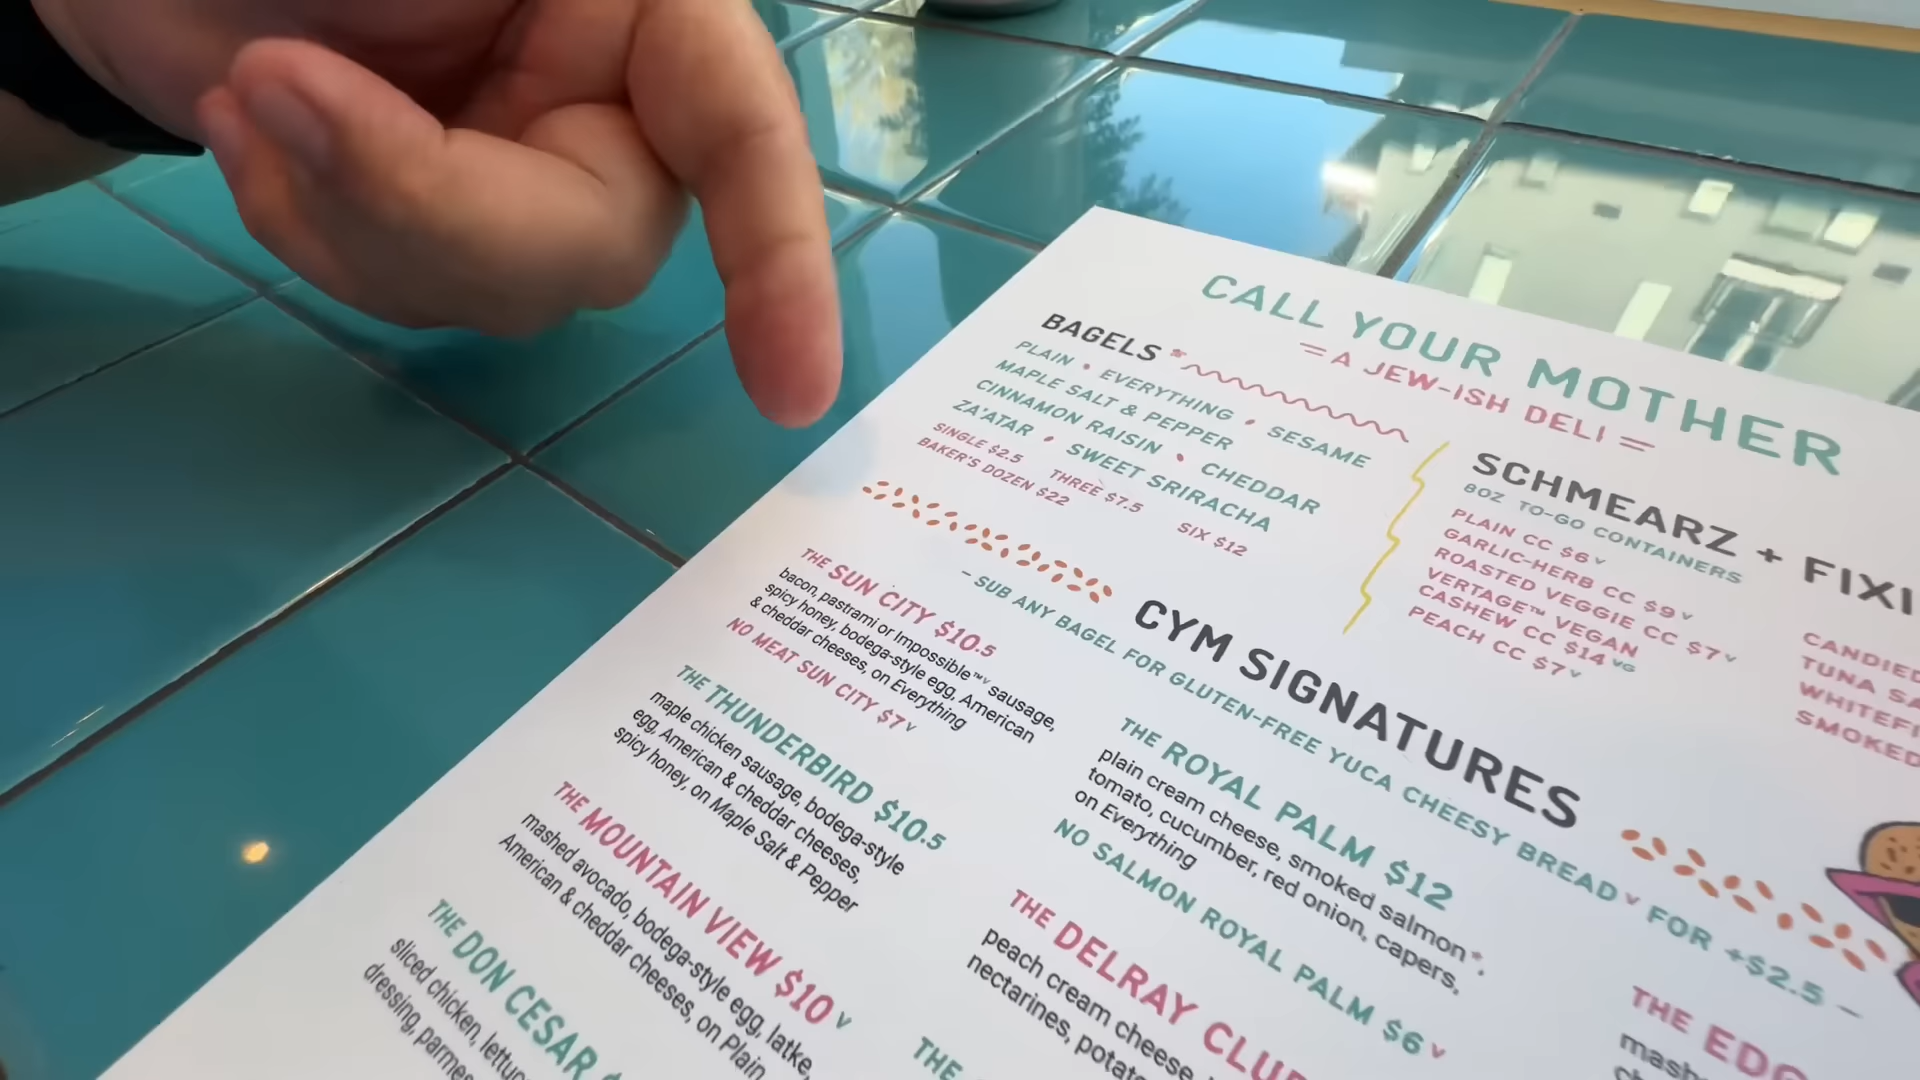 CALL YOUR MOTHER
= A JEW-ISH DELI =
BAGELS
PLAIN • EVERYTHING • SESAME
MAPLE SALT & PEPPER
CINNAMON RAISIN • CHEDDAR
ZA'ATAR • SWEET SRIRACHA
SINGLE $2.5 THREE $7.5 SIX $12
BAKER'S DOZEN $22
SCHMEARZ + FIXI
8OZ TO-GO CONTAINERS
PLAIN CC $6 V
GARLIC-HERB CC $9 V
ROASTED VEGGIE CC $7 V
VERTAGE™ VEGAN
CASHEW CC $14 VG
PEACH CC $7 V
CANDIED
TUNA SA
WHITEFI
SMOKED
CYM SIGNATURES
– SUB ANY BAGEL FOR GLUTEN-FREE YUCA CHEESY BREAD V FOR +$2.5 –
THE SUN CITY $10.5
bacon, pastrami or Impossible™ V sausage,
spicy honey, bodega-style egg, American
& cheddar cheeses, on Everything
NO MEAT SUN CITY $7 V
THE THUNDERBIRD $10.5
maple chicken sausage, bodega-style
egg, American & cheddar cheeses,
spicy honey, on Maple Salt & Pepper
THE MOUNTAIN VIEW $10 V
mashed avocado, bodega-style egg, latke,
American & cheddar cheeses, on Plain
THE DON CESAR
sliced chicken, lettu
dressing, parme
THE ROYAL PALM $12
plain cream cheese, smoked salmon*,
tomato, cucumber, red onion, capers,
on Everything
NO SALMON ROYAL PALM $6 V
THE DELRAY CLU
peach cream cheese,
nectarines, potat
THE
THE EDG
mash